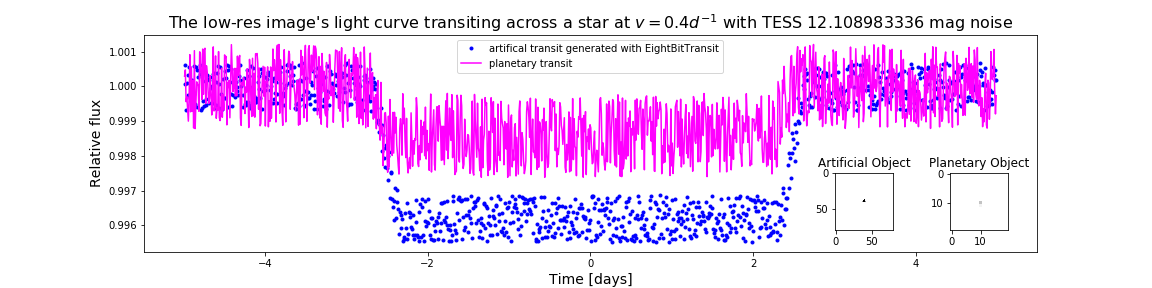 The low-res image's light curve transiting across a star at v = 0.4d⁻¹ with TESS 12.108983336 mag noise
artifical transit generated with EightBitTransit
planetary transit
Relative flux
1.001
1.000
0.999
0.998
0.997
0.996
Artificial Object
Planetary Object
0
50
0
50
0
10
0
10
−4
−2
0
2
4
Time [days]